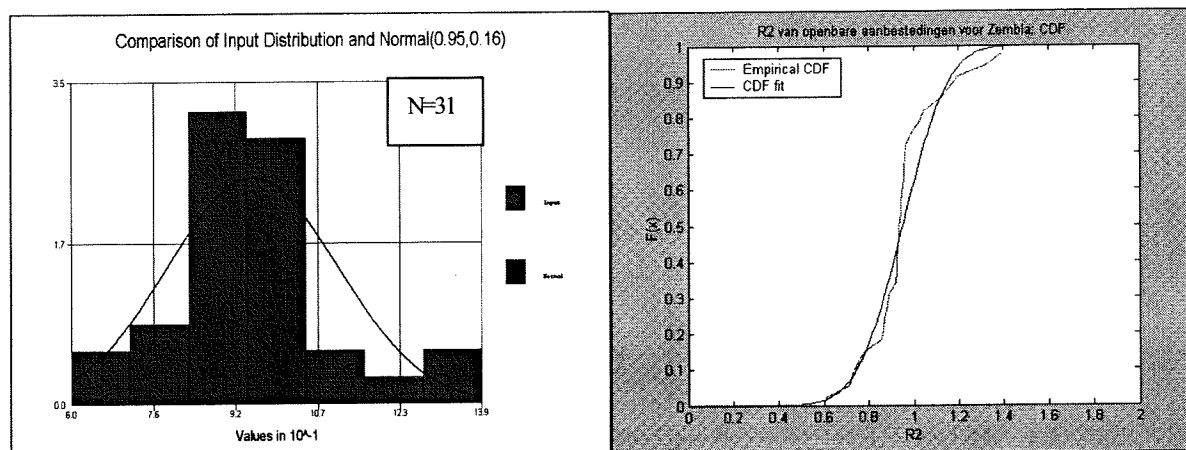 Comparison of Input Distribution and Normal(0.95,0.16)
N=31
3.5
1.7
0.0
6.0 7.6 9.2 10.7 12.3 13.9
Values in 10^-1
Input
Normal
R2 van openbare aanbestedingen voor Zembla: CDF
Empirical CDF
CDF fit
1
0.9
0.8
0.7
0.6
0.5
0.4
0.3
0.2
0.1
0
F(x)
0 0.2 0.4 0.6 0.8 1 1.2 1.4 1.6 1.8 2
R2